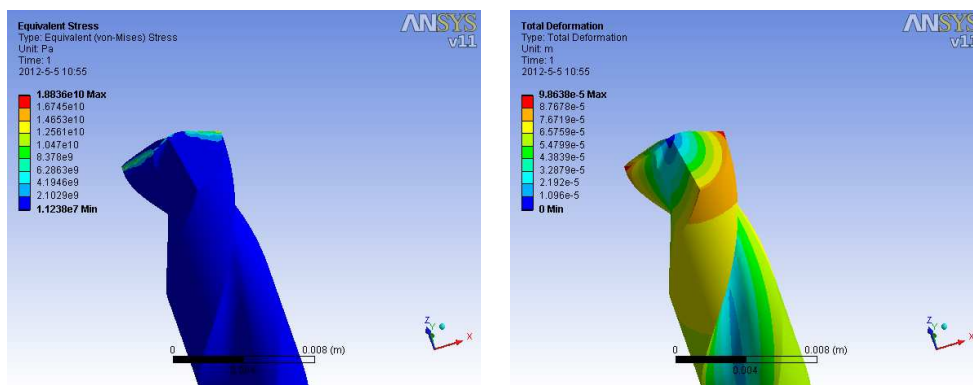 Equivalent Stress
Type: Equivalent (von-Mises) Stress
Unit: Pa
Time: 1
2012-5-5 10:55
1.8836e10 Max
1.6745e10
1.4653e10
1.2561e10
1.047e10
8.378e9
6.2863e9
4.1946e9
2.1029e9
1.1238e7 Min
ANSYS
v11
0
0.008 (m)
0.004
Z
Y
X
Total Deformation
Type: Total Deformation
Unit: m
Time: 1
2012-5-5 10:55
9.8638e-5 Max
8.7678e-5
7.6719e-5
6.5759e-5
5.4799e-5
4.3839e-5
3.2879e-5
2.192e-5
1.096e-5
0 Min
ANSYS
v11
0
0.008 (m)
0.004
Z
Y
X